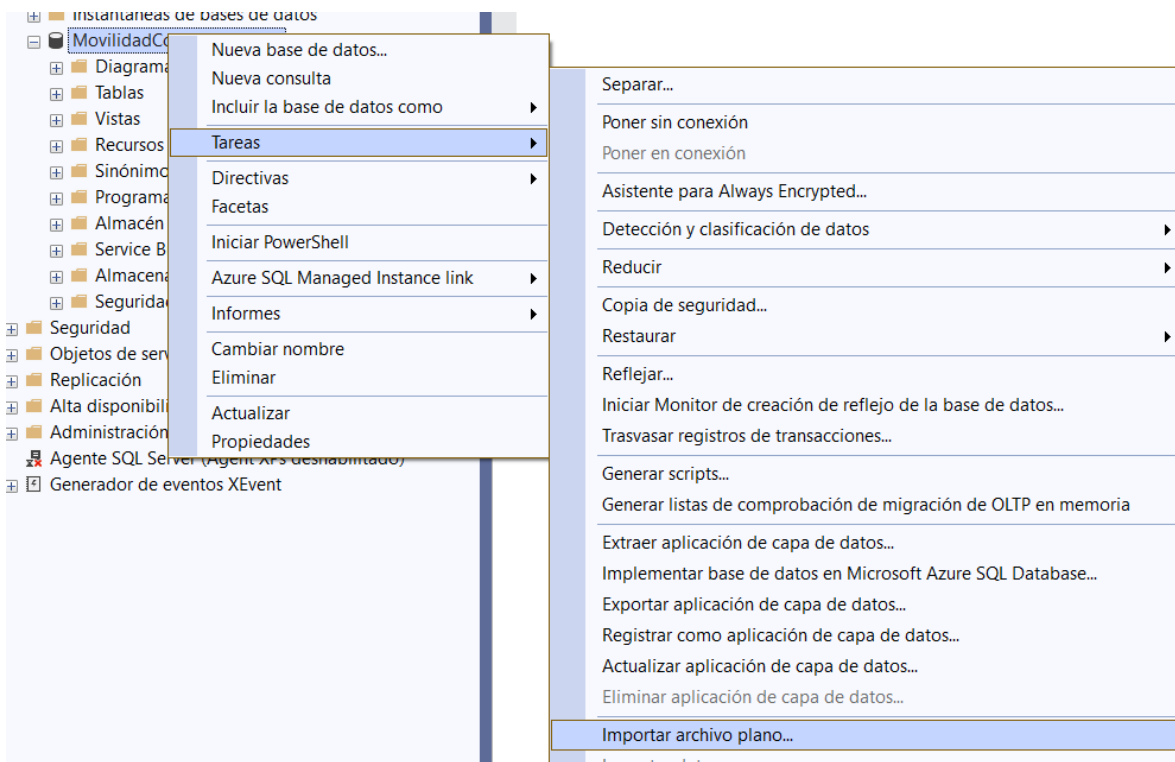 Instantáneas de bases de datos
MovilidadCo
Diagrama
Tablas
Vistas
Recursos
Sinónimo
Programa
Almacén
Service B
Almacena
Seguridad
Seguridad
Objetos de serv
Replicación
Alta disponibili
Administración
Agente SQL Server (Agent XPs deshabilitado)
Generador de eventos XEvent
Nueva base de datos...
Nueva consulta
Incluir la base de datos como
Tareas
Directivas
Facetas
Iniciar PowerShell
Azure SQL Managed Instance link
Informes
Cambiar nombre
Eliminar
Actualizar
Propiedades
Separar...
Poner sin conexión
Poner en conexión
Asistente para Always Encrypted...
Detección y clasificación de datos
Reducir
Copia de seguridad...
Restaurar
Reflejar...
Iniciar Monitor de creación de reflejo de la base de datos...
Trasvasar registros de transacciones...
Generar scripts...
Generar listas de comprobación de migración de OLTP en memoria
Extraer aplicación de capa de datos...
Implementar base de datos en Microsoft Azure SQL Database...
Exportar aplicación de capa de datos...
Registrar como aplicación de capa de datos...
Actualizar aplicación de capa de datos...
Eliminar aplicación de capa de datos...
Importar archivo plano...